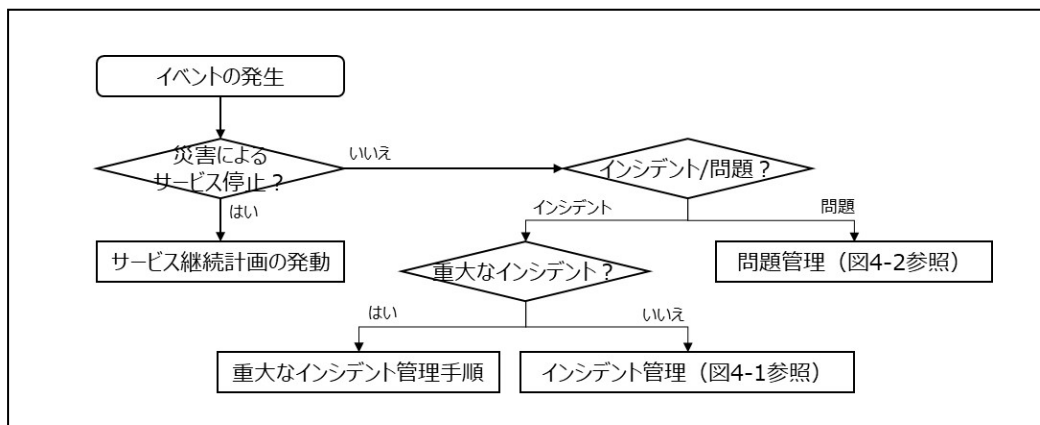 イベントの発生
災害による
サービス停止？
いいえ
インシデント/問題？
はい
インシデント
問題
サービス継続計画の発動
重大なインシデント？
問題管理（図4-2参照）
はい
いいえ
重大なインシデント管理手順
インシデント管理（図4-1参照）